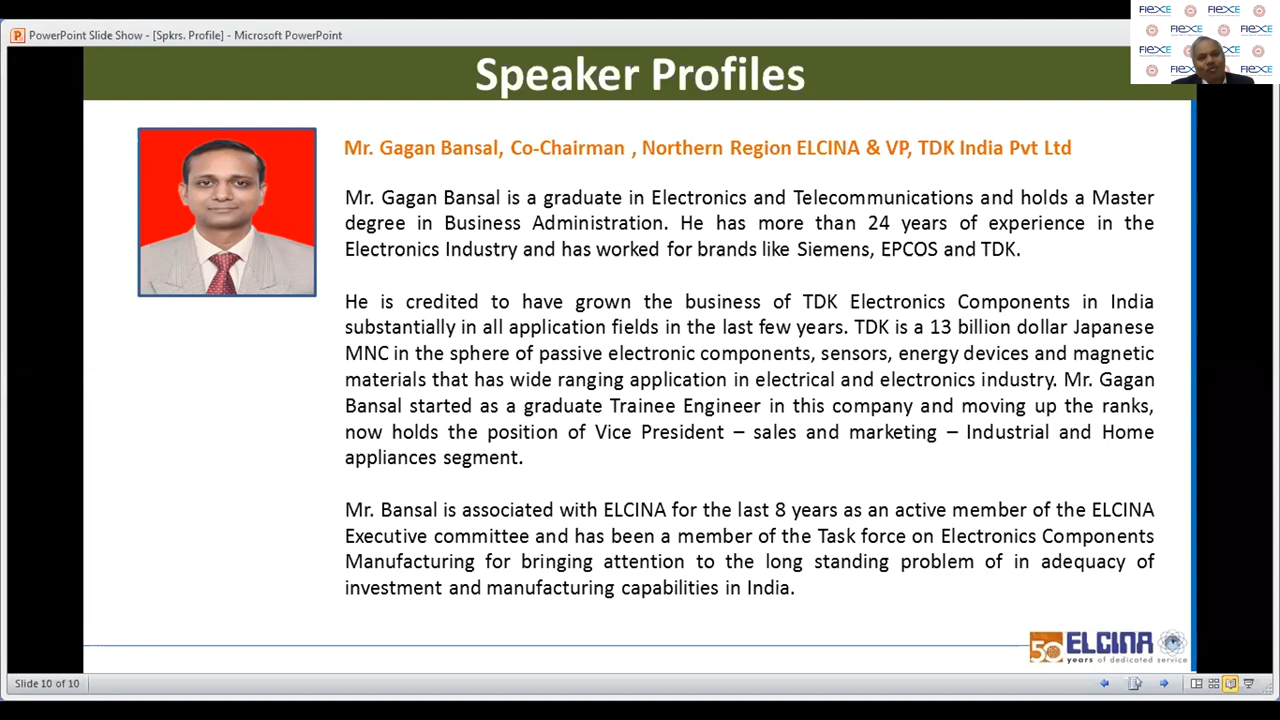 PowerPoint Slide Show - [Spkrs. Profile] - Microsoft PowerPoint
FIEXE FIEXE
FIEXE FIEXE
FIEXE
FIEXE FIEXE
Speaker Profiles
Mr. Gagan Bansal, Co-Chairman , Northern Region ELCINA & VP, TDK India Pvt Ltd
Mr. Gagan Bansal is a graduate in Electronics and Telecommunications and holds a Master
degree in Business Administration. He has more than 24 years of experience in the
Electronics Industry and has worked for brands like Siemens, EPCOS and TDK.
He is credited to have grown the business of TDK Electronics Components in India
substantially in all application fields in the last few years. TDK is a 13 billion dollar Japanese
MNC in the sphere of passive electronic components, sensors, energy devices and magnetic
materials that has wide ranging application in electrical and electronics industry. Mr. Gagan
Bansal started as a graduate Trainee Engineer in this company and moving up the ranks,
now holds the position of Vice President – sales and marketing – Industrial and Home
appliances segment.
Mr. Bansal is associated with ELCINA for the last 8 years as an active member of the ELCINA
Executive committee and has been a member of the Task force on Electronics Components
Manufacturing for bringing attention to the long standing problem of in adequacy of
investment and manufacturing capabilities in India.
50 ELCINA
years of dedicated service
Slide 10 of 10